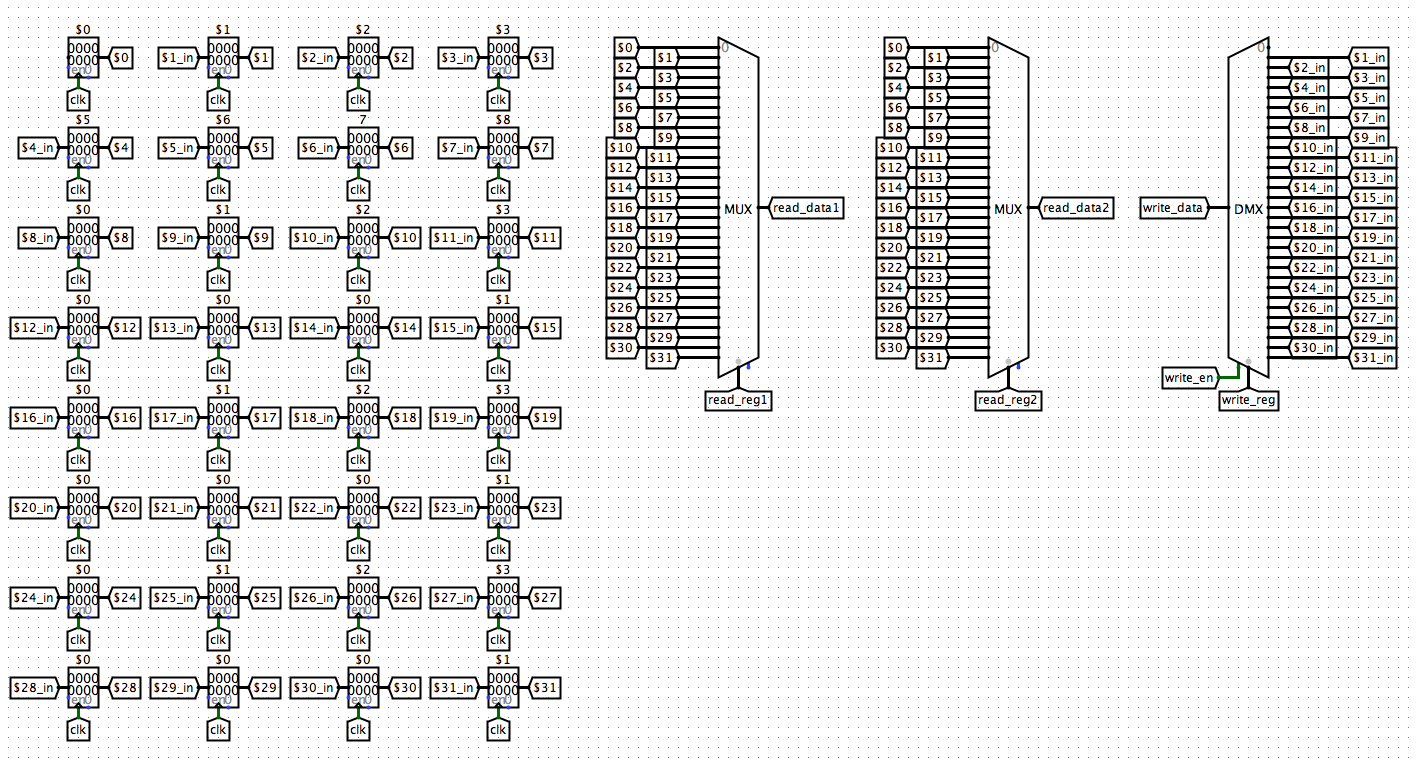 $0 $1 $2 $3
0000 0000 0000 0000
$0 $1_in $1 $2_in $2 $3_in $3
0000 0000 0000 0000
en0 en0 en0 en0
clk clk clk clk
$5 $6 7 $8
0000 0000 0000 0000
$4_in $4 $5_in $5 $6_in $6 $7_in $7
0000 0000 0000 0000
en0 en0 en0 en0
clk clk clk clk
$0 $1 $2 $3
0000 0000 0000 0000
$8_in $8 $9_in $9 $10_in $10 $11_in $11
0000 0000 0000 0000
en0 en0 en0 en0
clk clk clk clk
$0 $0 $0 $1
0000 0000 0000 0000
$12_in $12 $13_in $13 $14_in $14 $15_in $15
0000 0000 0000 0000
en0 en0 en0 en0
clk clk clk clk
$0 $1 $2 $3
0000 0000 0000 0000
$16_in $16 $17_in $17 $18_in $18 $19_in $19
0000 0000 0000 0000
en0 en0 en0 en0
clk clk clk clk
$0 $0 $0 $1
0000 0000 0000 0000
$20_in $20 $21_in $21 $22_in $22 $23_in $23
0000 0000 0000 0000
en0 en0 en0 en0
clk clk clk clk
$0 $1 $2 $3
0000 0000 0000 0000
$24_in $24 $25_in $25 $26_in $26 $27_in $27
0000 0000 0000 0000
en0 en0 en0 en0
clk clk clk clk
$0 $0 $0 $1
0000 0000 0000 0000
$28_in $28 $29_in $29 $30_in $30 $31_in $31
0000 0000 0000 0000
en0 en0 en0 en0
clk clk clk clk
$0 0
$1
$2
$3
$4
$5
$6
$7
$8
$9
$10
$11
$12
$13
$14
$15
$16 MUX read_data1
$17
$18
$19
$20
$21
$22
$23
$24
$25
$26
$27
$28
$29
$30
$31
read_reg1
$0 0
$1
$2
$3
$4
$5
$6
$7
$8
$9
$10
$11
$12
$13
$14
$15
$16 MUX read_data2
$17
$18
$19
$20
$21
$22
$23
$24
$25
$26
$27
$28
$29
$30
$31
read_reg2
0
$1_in
$2_in
$3_in
$4_in
$5_in
$6_in
$7_in
$8_in
$9_in
$10_in
$11_in
$12_in
$13_in
$14_in
$15_in
write_data DMX $16_in
$17_in
$18_in
$19_in
$20_in
$21_in
$22_in
$23_in
$24_in
$25_in
$26_in
$27_in
$28_in
$29_in
$30_in
$31_in
write_en
write_reg